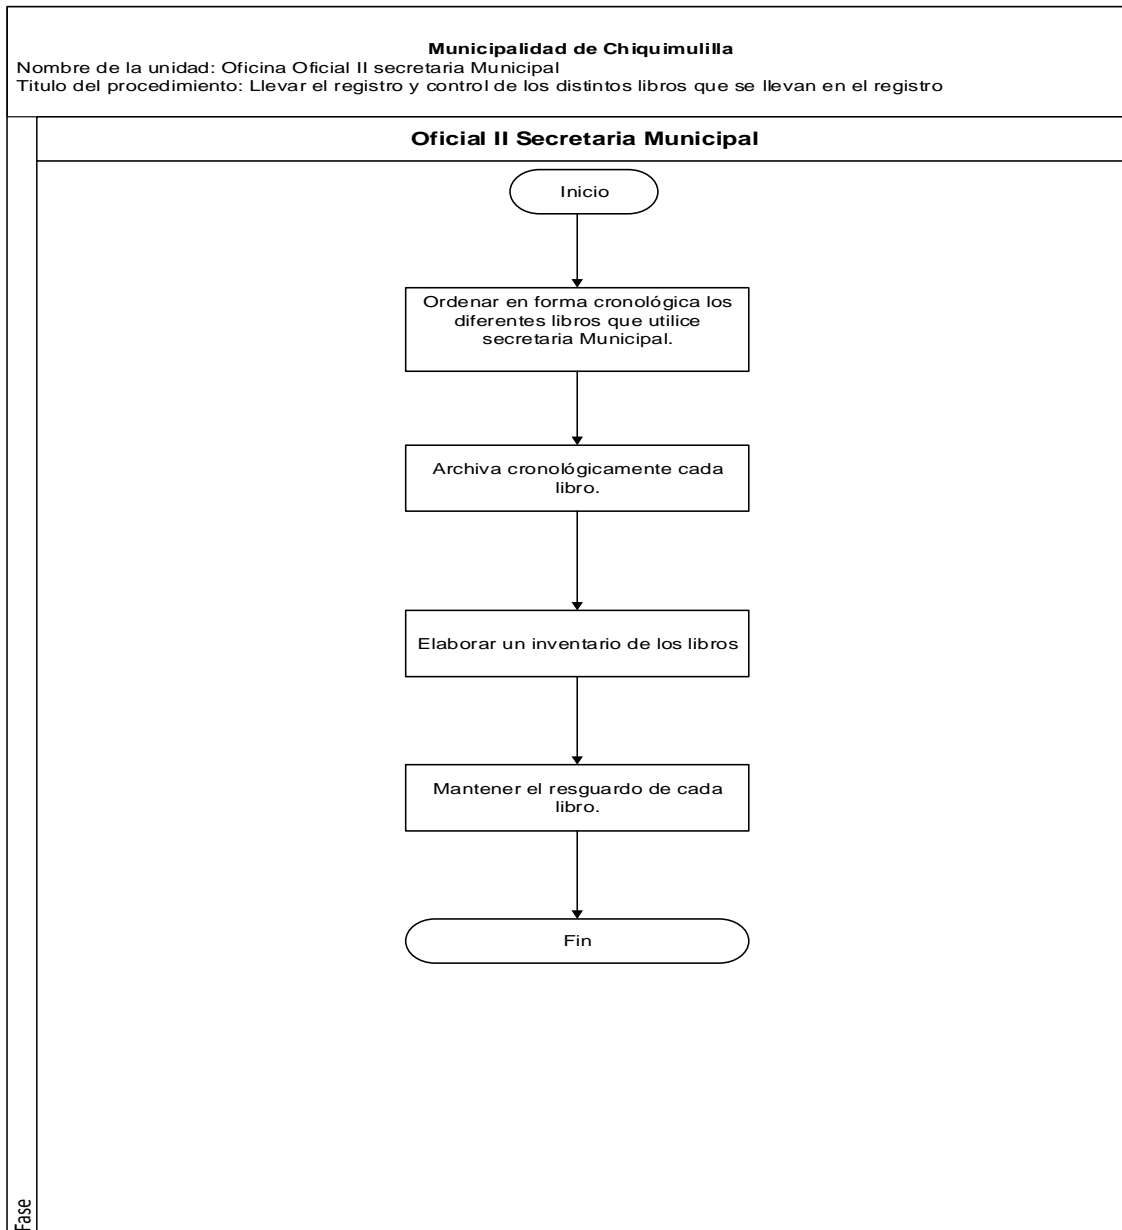 Municipalidad de Chiquimulilla
Nombre de la unidad: Oficina Oficial II secretaria Municipal
Titulo del procedimiento: Llevar el registro y control de los distintos libros que se llevan en el registro
Oficial II Secretaria Municipal
Inicio
Ordenar en forma cronológica los
diferentes libros que utilice
secretaria Municipal.
Archiva cronológicamente cada
libro.
Elaborar un inventario de los libros
Mantener el resguardo de cada
libro.
Fin
Fase